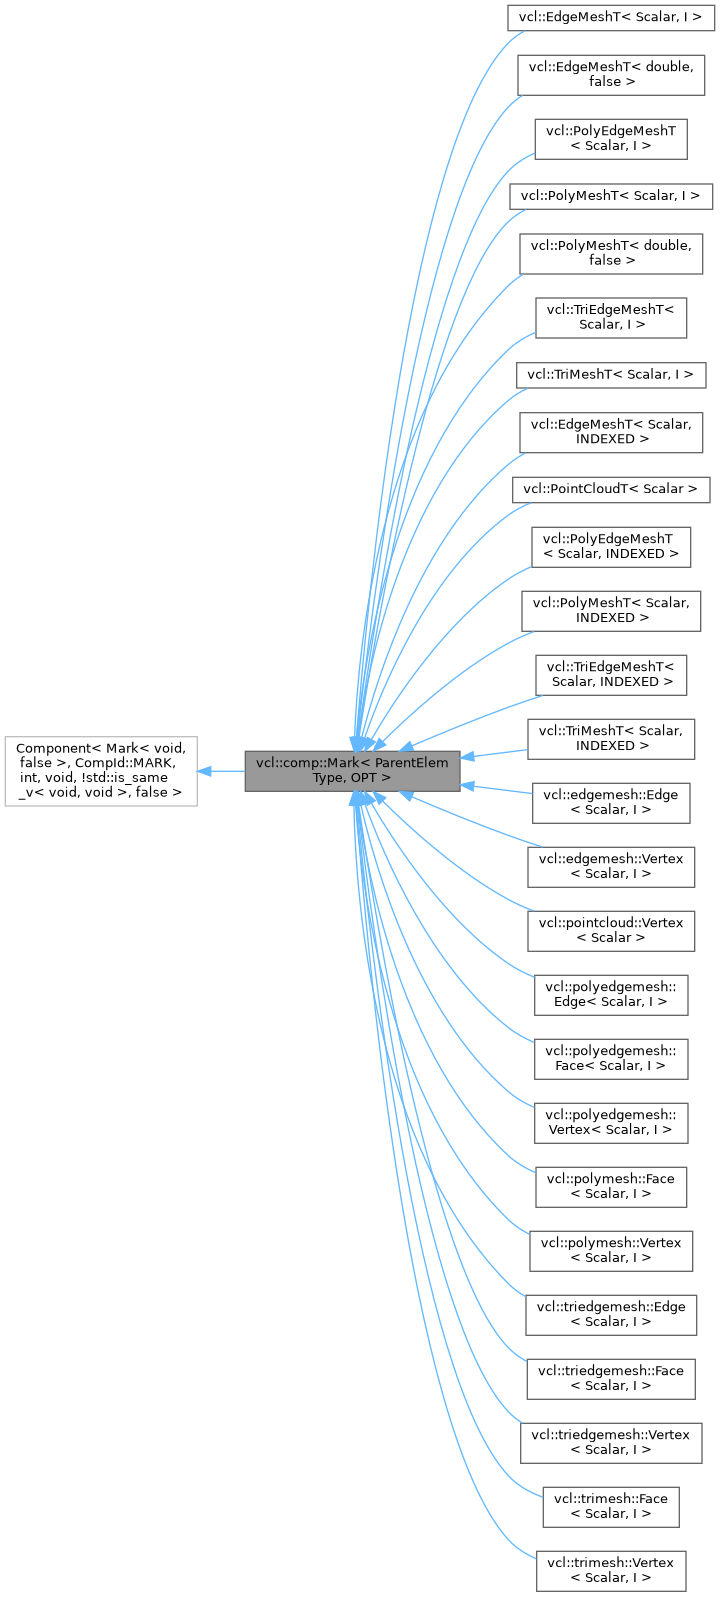 vcl::EdgeMeshT< Scalar, I >
vcl::EdgeMeshT< double,
false >
vcl::PolyEdgeMeshT
< Scalar, I >
vcl::PolyMeshT< Scalar, I >
vcl::PolyMeshT< double,
false >
vcl::TriEdgeMeshT<
Scalar, I >
vcl::TriMeshT< Scalar, I >
vcl::EdgeMeshT< Scalar,
INDEXED >
vcl::PointCloudT< Scalar >
vcl::PolyEdgeMeshT
< Scalar, INDEXED >
vcl::PolyMeshT< Scalar,
INDEXED >
vcl::TriEdgeMeshT<
Scalar, INDEXED >
vcl::TriMeshT< Scalar,
INDEXED >
Component< Mark< void,
false >, CompId::MARK,
int, void, !std::is_same
_v< void, void >, false >
vcl::comp::Mark< ParentElem
Type, OPT >
vcl::edgemesh::Edge
< Scalar, I >
vcl::edgemesh::Vertex
< Scalar, I >
vcl::pointcloud::Vertex
< Scalar >
vcl::polyedgemesh::
Edge< Scalar, I >
vcl::polyedgemesh::
Face< Scalar, I >
vcl::polyedgemesh::
Vertex< Scalar, I >
vcl::polymesh::Face
< Scalar, I >
vcl::polymesh::Vertex
< Scalar, I >
vcl::triedgemesh::Edge
< Scalar, I >
vcl::triedgemesh::Face
< Scalar, I >
vcl::triedgemesh::Vertex
< Scalar, I >
vcl::trimesh::Face
< Scalar, I >
vcl::trimesh::Vertex
< Scalar, I >